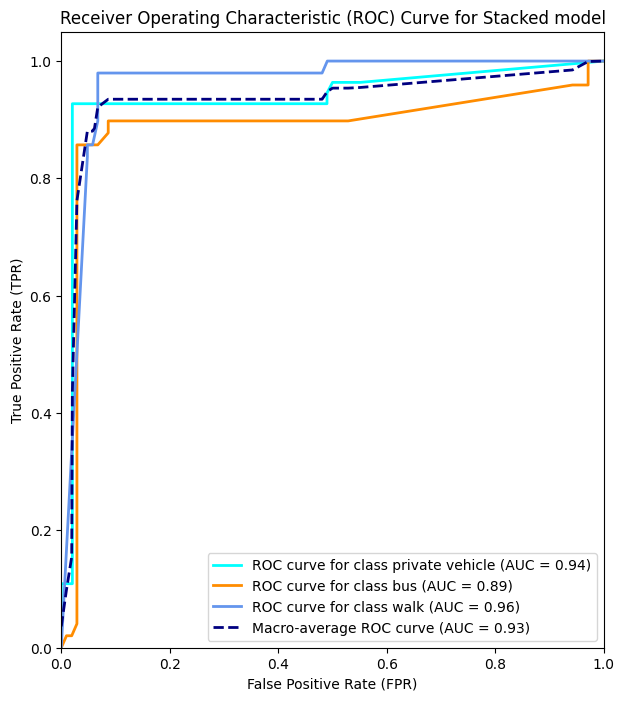 Receiver Operating Characteristic (ROC) Curve for Stacked model
1.0
0.8
0.6
0.4
0.2
0.0
True Positive Rate (TPR)
ROC curve for class private vehicle (AUC = 0.94)
ROC curve for class bus (AUC = 0.89)
ROC curve for class walk (AUC = 0.96)
Macro-average ROC curve (AUC = 0.93)
0.0 0.2 0.4 0.6 0.8 1.0
False Positive Rate (FPR)